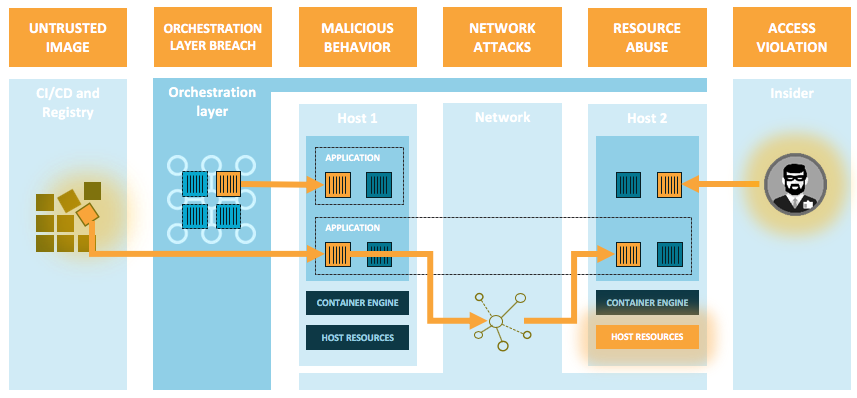 UNTRUSTED
IMAGE
ORCHESTRATION
LAYER BREACH
MALICIOUS
BEHAVIOR
NETWORK
ATTACKS
RESOURCE
ABUSE
ACCESS
VIOLATION
CI/CD and
Registry
Orchestration
layer
Host 1
Network
Host 2
Insider
APPLICATION
APPLICATION
CONTAINER ENGINE
CONTAINER ENGINE
HOST RESOURCES
HOST RESOURCES